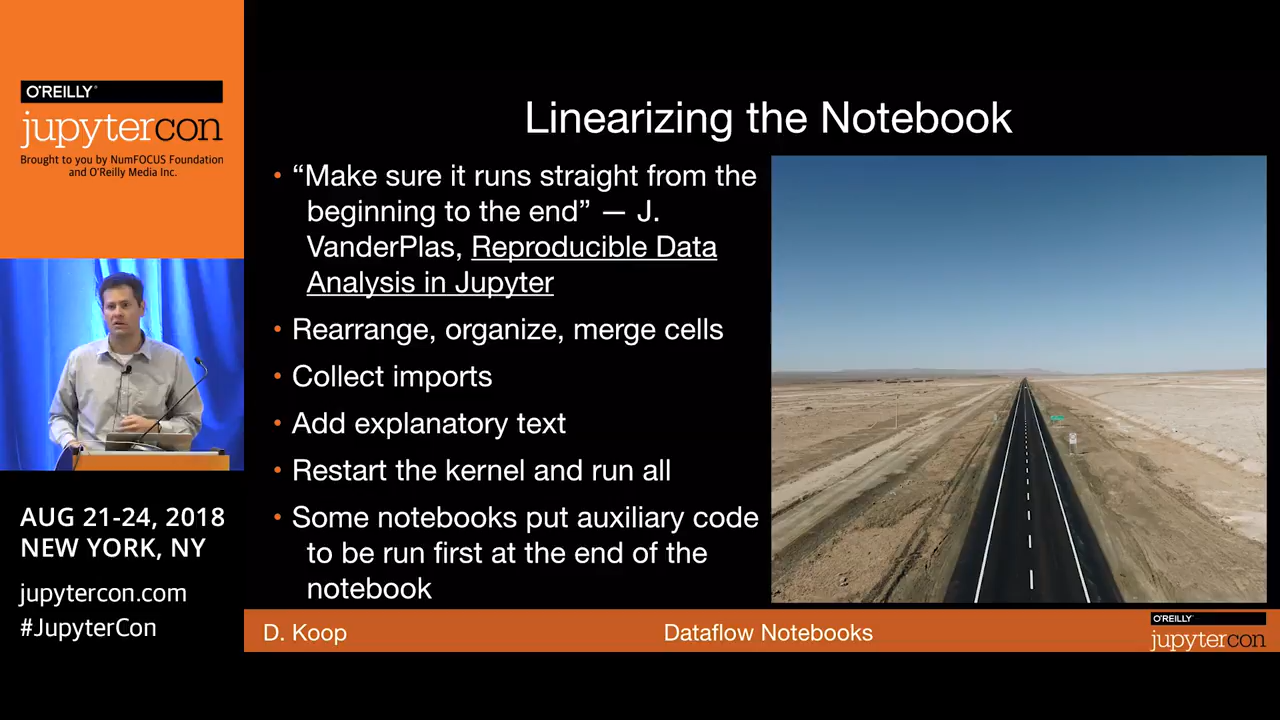 O'REILLY®
jupytercon
Brought to you by NumFOCUS Foundation
and O'Reilly Media Inc.
AUG 21-24, 2018
NEW YORK, NY
jupytercon.com
#JupyterCon
Linearizing the Notebook
• “Make sure it runs straight from the
beginning to the end” — J.
VanderPlas, Reproducible Data
Analysis in Jupyter
• Rearrange, organize, merge cells
• Collect imports
• Add explanatory text
• Restart the kernel and run all
• Some notebooks put auxiliary code
to be run first at the end of the
notebook
D. Koop
Dataflow Notebooks
O'REILLY®
jupytercon